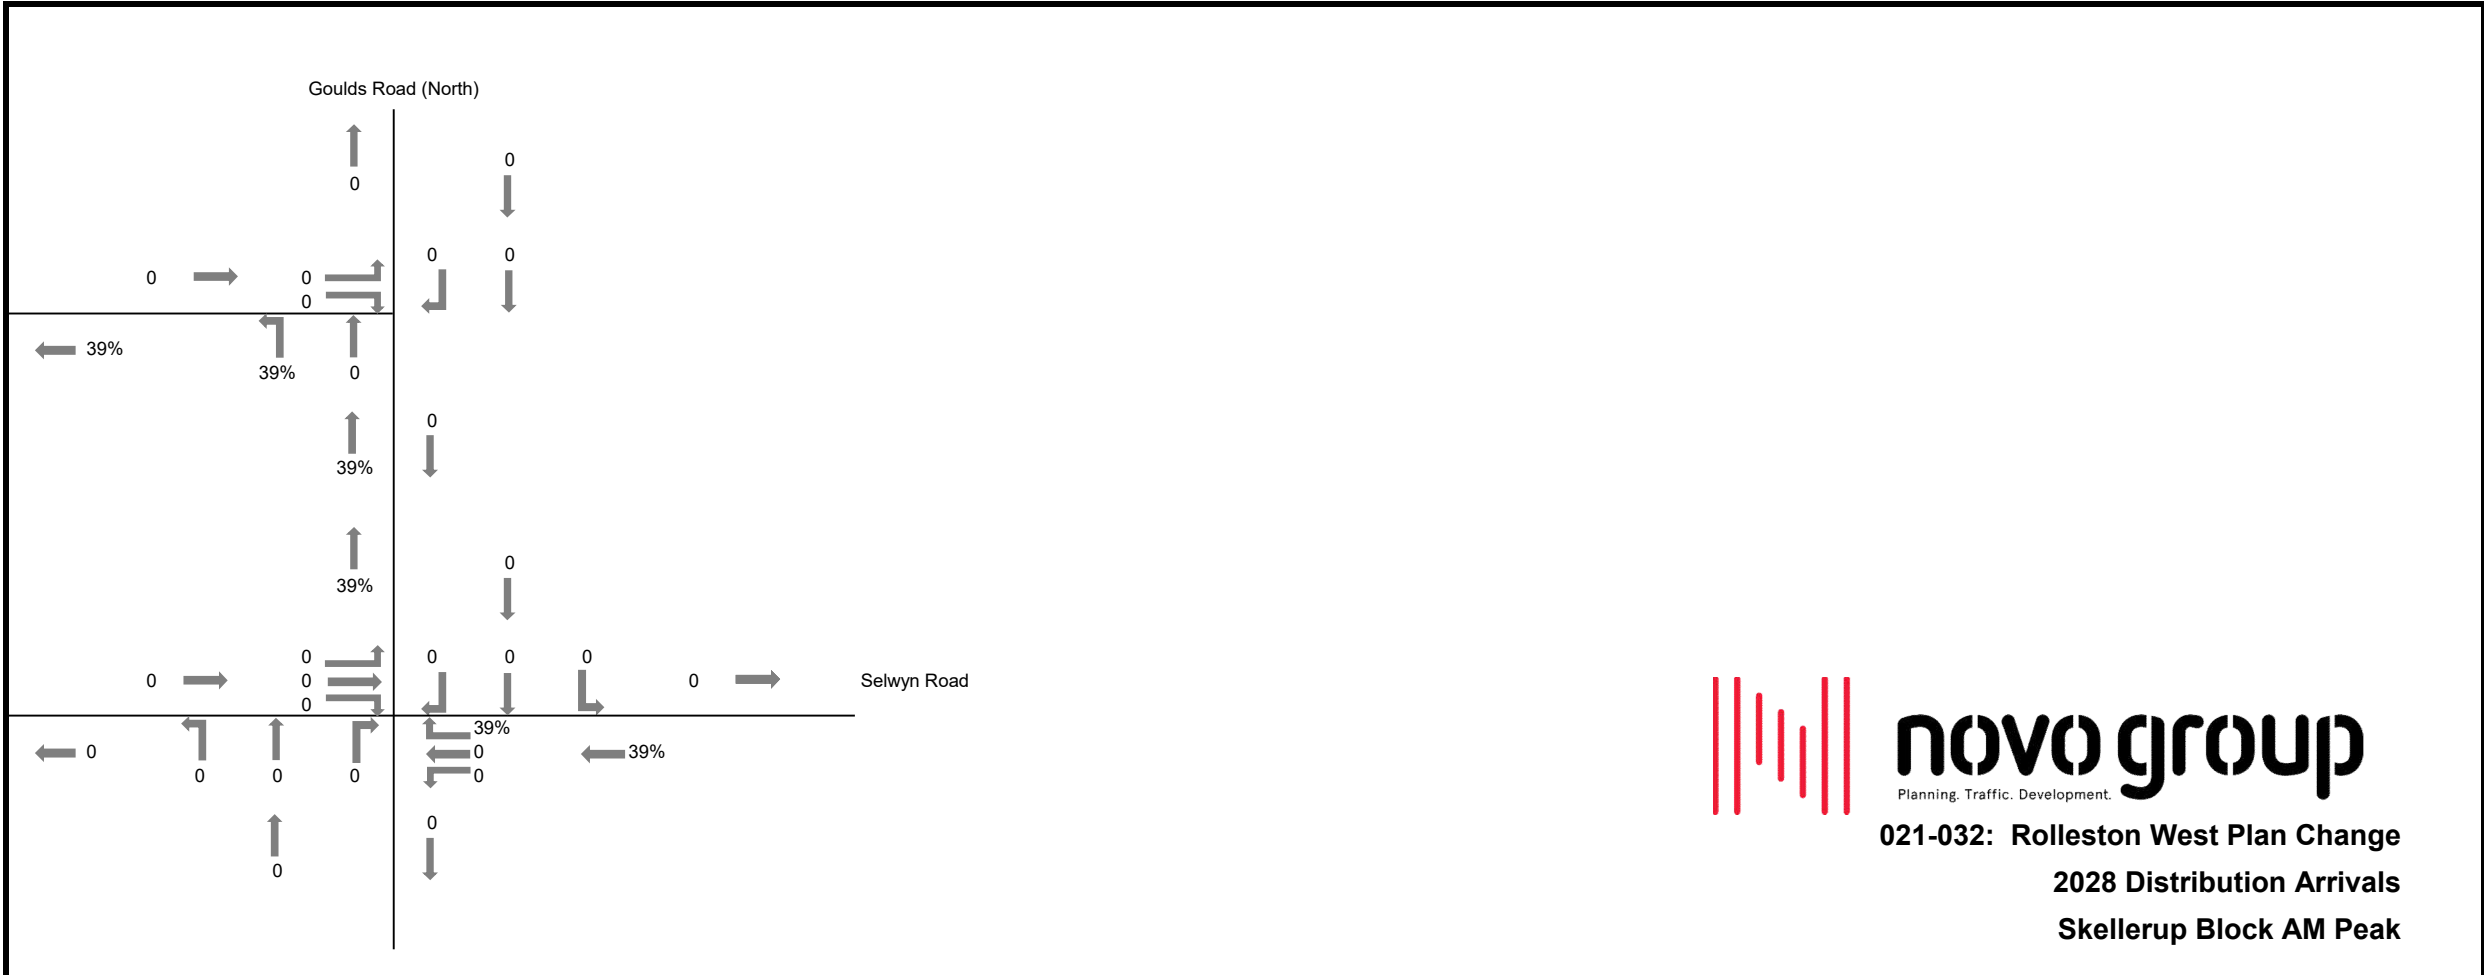 Goulds Road (North)
0
0
0 0
0 0
0
39%
39% 0
0
39%
0
39%
0 0 0 0
0 0 0 Selwyn Road
0
39%
0 0 39%
0 0 0 0
0
0
novo group
Planning. Traffic. Development.
021-032: Rolleston West Plan Change
2028 Distribution Arrivals
Skellerup Block AM Peak